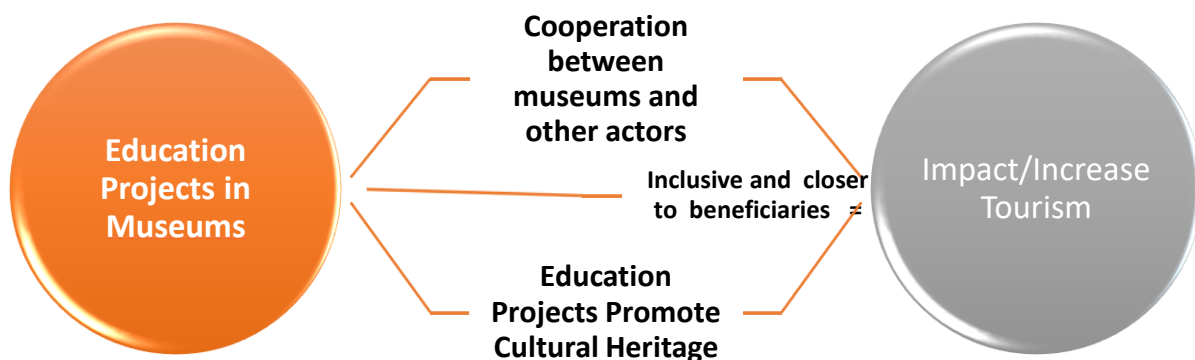 Education
Projects in
Museums
Cooperation
between
museums and
other actors
Inclusive and closer
to beneficiaries =
Education
Projects Promote
Cultural Heritage
Impact/Increase
Tourism